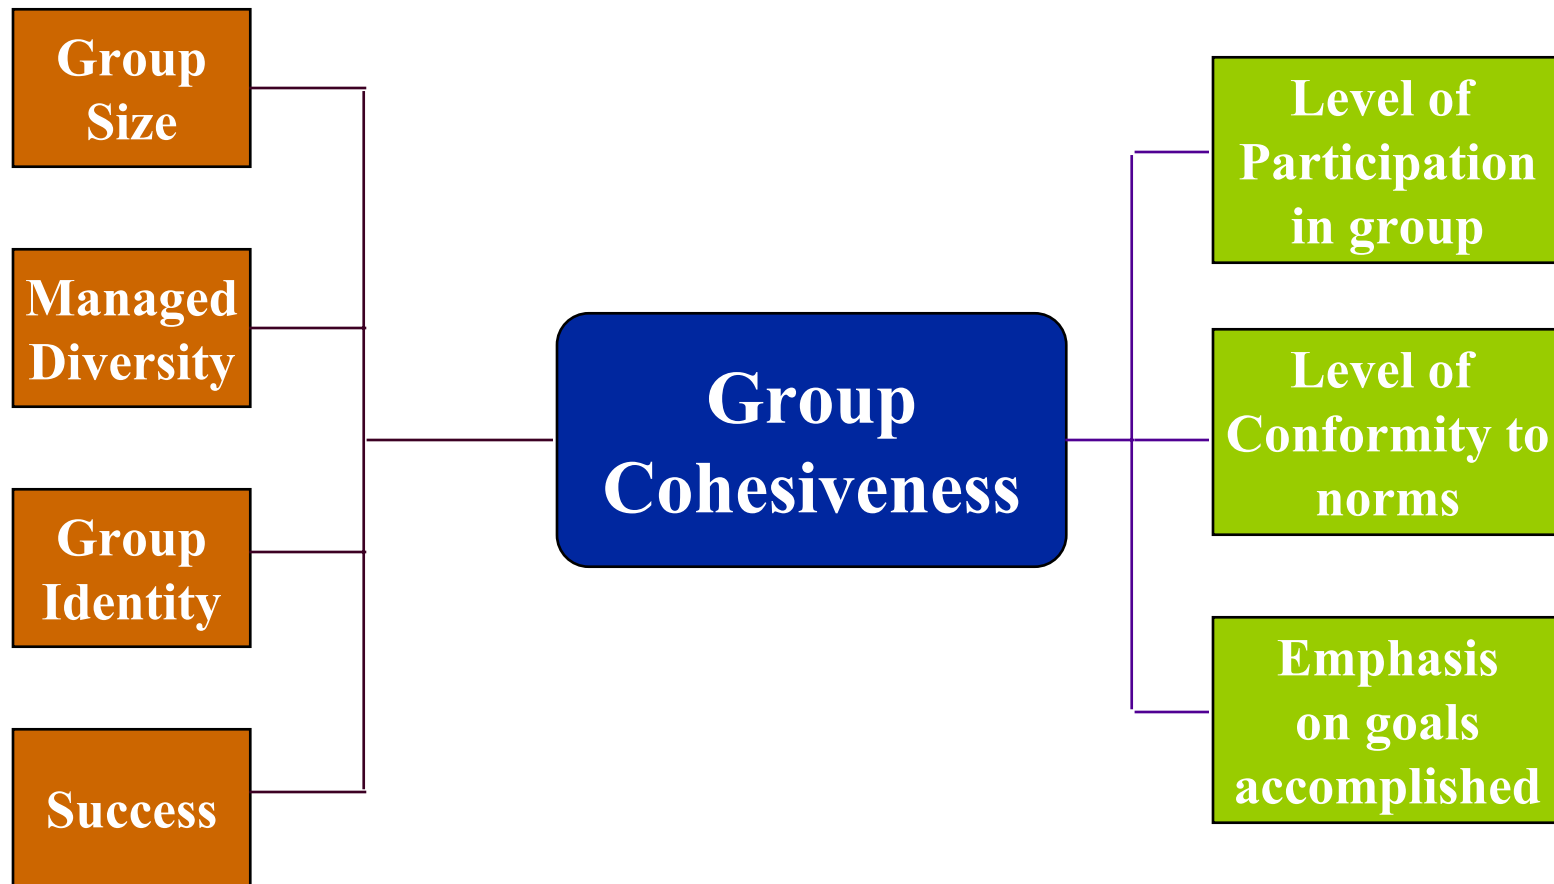 Group
Size
Managed
Diversity
Group
Identity
Success
Group
Cohesiveness
Level of
Participation
in group
Level of
Conformity to
norms
Emphasis
on goals
accomplished